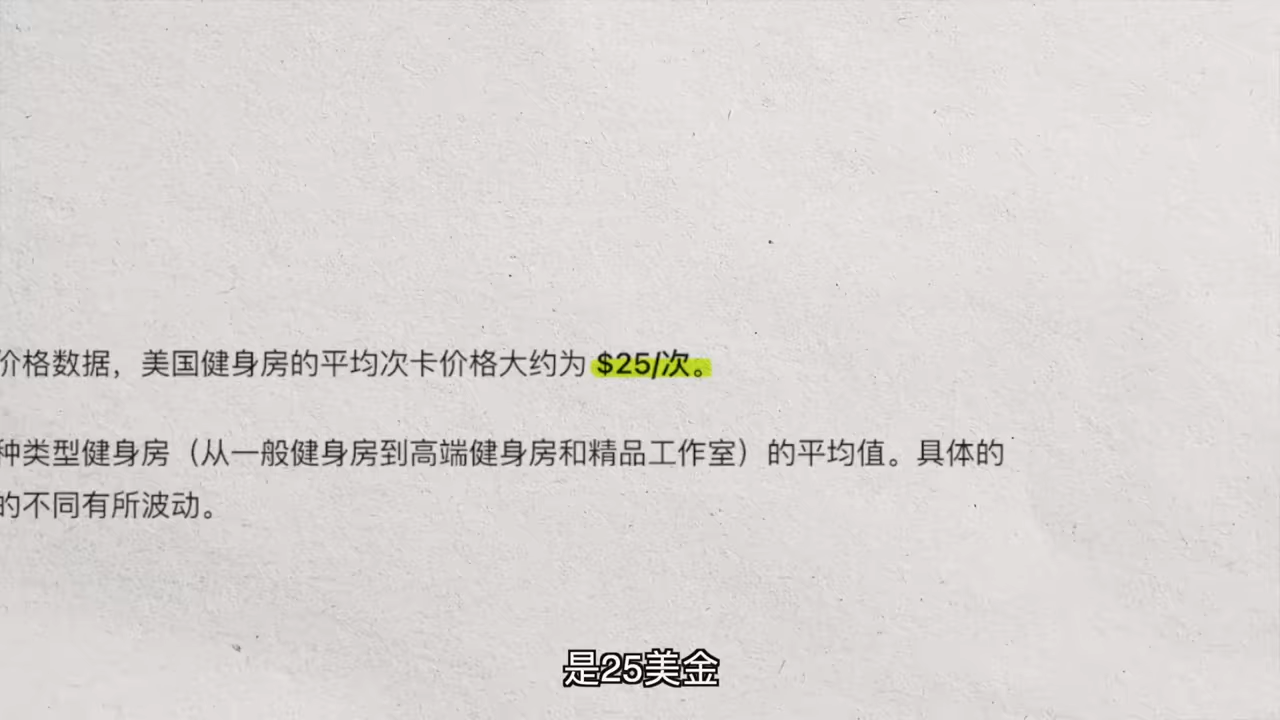 价格数据，美国健身房的平均次卡价格大约为 $25/次。
种类型健身房（从一般健身房到高端健身房和精品工作室）的平均值。具体的
的不同有所波动。
是25美金